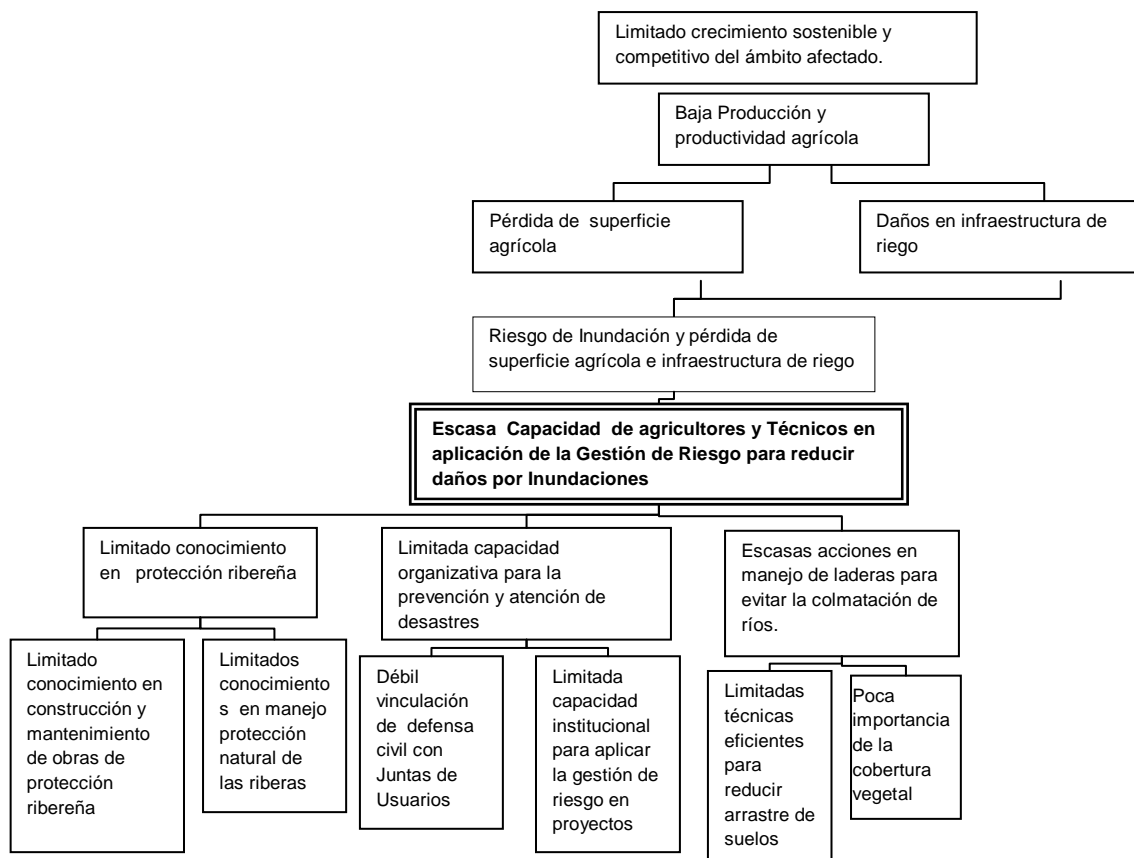 Limitado crecimiento sostenible y
competitivo del ámbito afectado.
Baja Producción y
productividad agrícola
Pérdida de superficie
agrícola
Daños en infraestructura de
riego
Riesgo de Inundación y pérdida de
superficie agrícola e infraestructura de riego
Escasa Capacidad de agricultores y Técnicos en
aplicación de la Gestión de Riesgo para reducir
daños por Inundaciones
Limitado conocimiento
en protección ribereña
Limitada capacidad
organizativa para la
prevención y atención de
desastres
Escasas acciones en
manejo de laderas para
evitar la colmatación de
ríos.
Limitado
conocimiento en
construcción y
mantenimiento
de obras de
protección
ribereña
Limitados
conocimiento
s en manejo
protección
natural de
las riberas
Débil
vinculación
de defensa
civil con
Juntas de
Usuarios
Limitada
capacidad
institucional
para aplicar
la gestión de
riesgo en
proyectos
Limitadas
técnicas
eficientes
para
reducir
arrastre de
suelos
Poca
importancia
de la
cobertura
vegetal